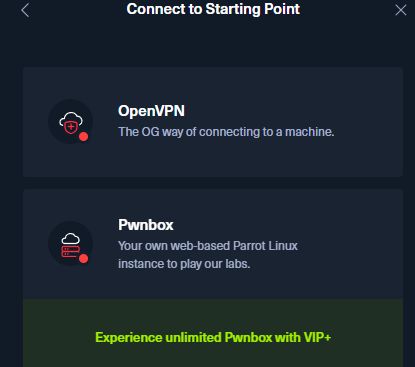 Connect to Starting Point
OpenVPN
The OG way of connecting to a machine.
Pwnbox
Your own web-based Parrot Linux
instance to play our labs.
Experience unlimited Pwnbox with VIP+